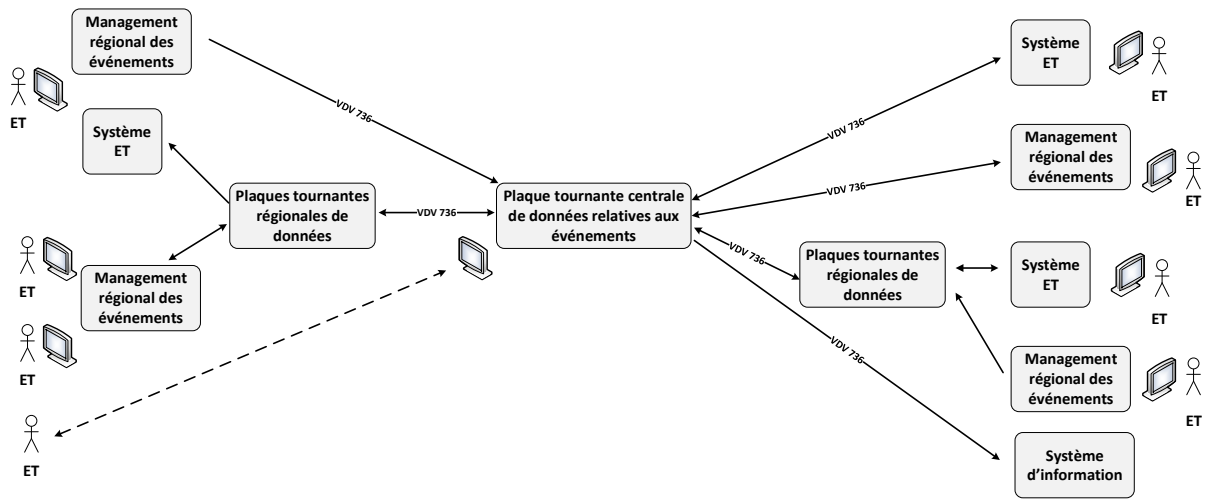 Management
régional des
événements
ET
Système
ET
VDV 736
Plaques tournantes
régionales de
données
VDV 736
Plaque tournante centrale
de données relatives aux
événements
ET
Management
régional des
événements
ET
ET
VDV 736
Système
ET
ET
VDV 736
Management
régional des
événements
ET
VDV 736
Plaques tournantes
régionales de
données
Système
ET
ET
VDV 736
Management
régional des
événements
ET
Système
d'information